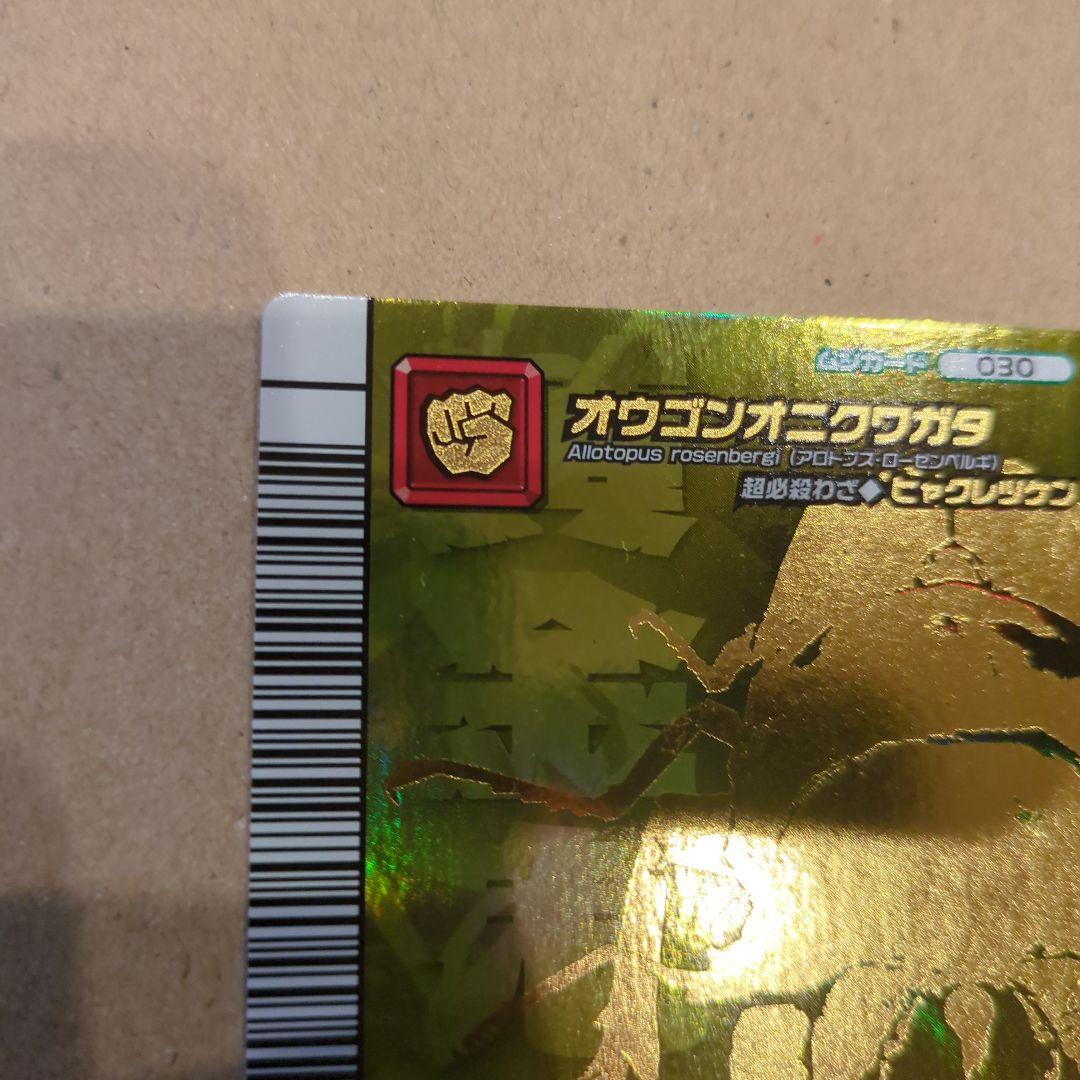 ムシカード 030
オウゴンオニクワガタ
Allotopus rosenbergi (アロトプス・ローゼンベルギ)
超必殺わざ◆ヒャクレツケン